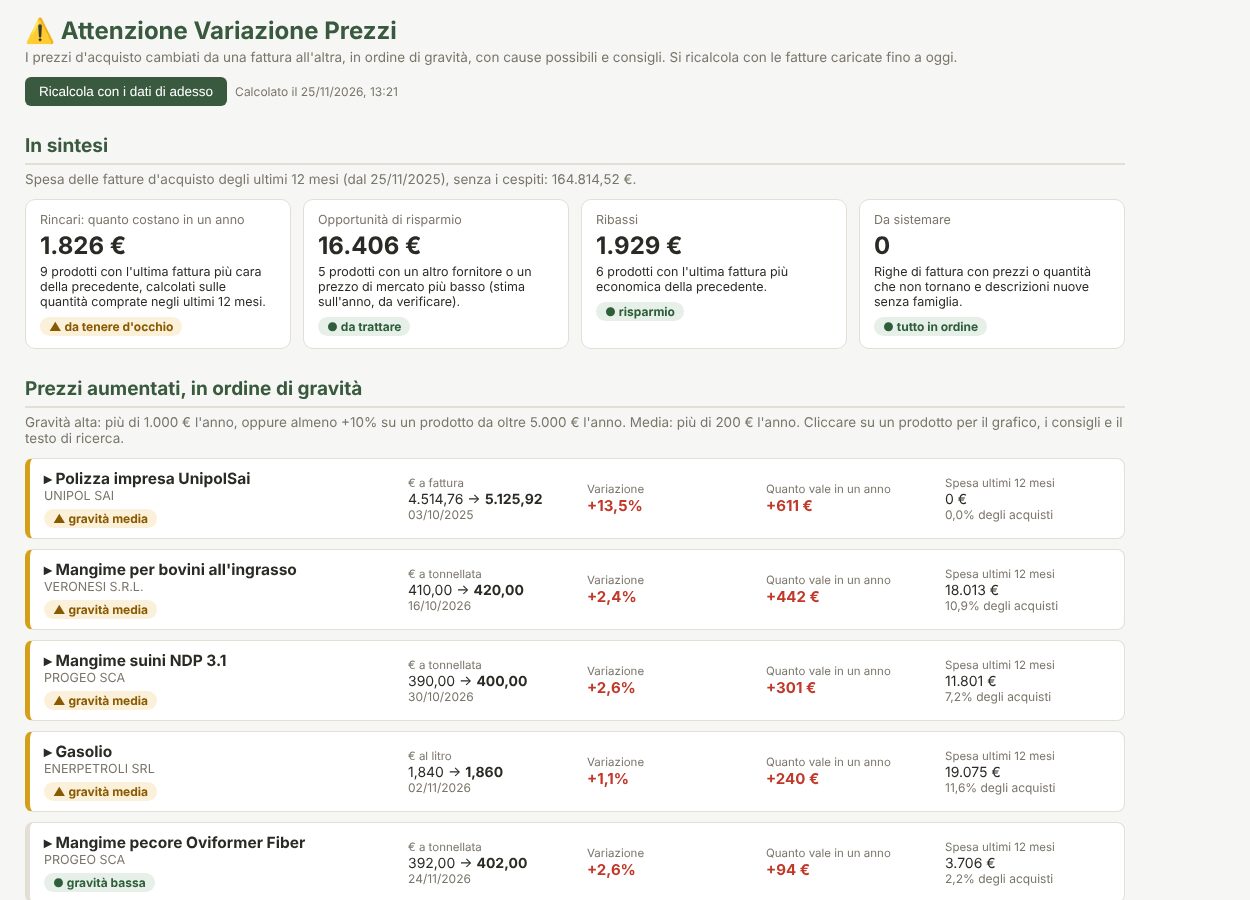 ⚠️ Attenzione Variazione Prezzi
I prezzi d'acquisto cambiati da una fattura all'altra, in ordine di gravità, con cause possibili e consigli. Si ricalcola con le fatture caricate fino a oggi.
Ricalcola con i dati di adesso
Calcolato il 25/11/2026, 13:21
In sintesi
Spesa delle fatture d'acquisto degli ultimi 12 mesi (dal 25/11/2025), senza i cespiti: 164.814,52 €.
Rincari: quanto costano in un anno
1.826 €
9 prodotti con l'ultima fattura più cara
della precedente, calcolati sulle
quantità comprate negli ultimi 12 mesi.
▲ da tenere d'occhio
Opportunità di risparmio
16.406 €
5 prodotti con un altro fornitore o un
prezzo di mercato più basso (stima
sull'anno, da verificare).
● da trattare
Ribassi
1.929 €
6 prodotti con l'ultima fattura più
economica della precedente.
● risparmio
Da sistemare
0
Righe di fattura con prezzi o quantità
che non tornano e descrizioni nuove
senza famiglia.
● tutto in ordine
Prezzi aumentati, in ordine di gravità
Gravità alta: più di 1.000 € l'anno, oppure almeno +10% su un prodotto da oltre 5.000 € l'anno. Media: più di 200 € l'anno. Cliccare su un prodotto per il grafico, i consigli e il
testo di ricerca.
▸ Polizza impresa UnipolSai
UNIPOL SAI
▲ gravità media
€ a fattura
4.514,76 → 5.125,92
03/10/2025
Variazione
+13,5%
Quanto vale in un anno
+611 €
Spesa ultimi 12 mesi
0 €
0,0% degli acquisti
▸ Mangime per bovini all'ingrasso
VERONESI S.R.L.
▲ gravità media
€ a tonnellata
410,00 → 420,00
16/10/2026
Variazione
+2,4%
Quanto vale in un anno
+442 €
Spesa ultimi 12 mesi
18.013 €
10,9% degli acquisti
▸ Mangime suini NDP 3.1
PROGEO SCA
▲ gravità media
€ a tonnellata
390,00 → 400,00
30/10/2026
Variazione
+2,6%
Quanto vale in un anno
+301 €
Spesa ultimi 12 mesi
11.801 €
7,2% degli acquisti
▸ Gasolio
ENERPETROLI SRL
▲ gravità media
€ al litro
1,840 → 1,860
02/11/2026
Variazione
+1,1%
Quanto vale in un anno
+240 €
Spesa ultimi 12 mesi
19.075 €
11,6% degli acquisti
▸ Mangime pecore Oviformer Fiber
PROGEO SCA
● gravità bassa
€ a tonnellata
392,00 → 402,00
24/11/2026
Variazione
+2,6%
Quanto vale in un anno
+94 €
Spesa ultimi 12 mesi
3.706 €
2,2% degli acquisti